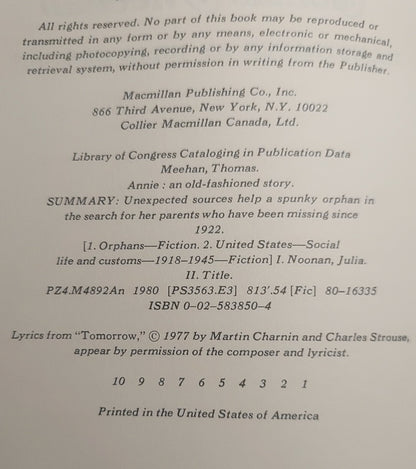 All rights reserved. No part of this book may be reproduced or
transmitted in any form or by any means, electronic or mechanical,
including photocopying, recording or by any information storage and
retrieval system, without permission in writing from the Publisher.
Macmillan Publishing Co., Inc.
866 Third Avenue, New York, N.Y. 10022
Collier Macmillan Canada, Ltd.
Library of Congress Cataloging in Publication Data
Meehan, Thomas.
Annie : an old-fashioned story.
SUMMARY: Unexpected sources help a spunky orphan in
the search for her parents who have been missing since
1922.
[1. Orphans—Fiction. 2. United States—Social
life and customs—1918–1945—Fiction] I. Noonan, Julia.
II. Title.
PZ4.M4892An 1980 [PS3563.E3] 813'.54 [Fic] 80–16335
ISBN 0–02–583850–4
Lyrics from "Tomorrow," © 1977 by Martin Charnin and Charles Strouse,
appear by permission of the composer and lyricist.
10 9 8 7 6 5 4 3 2 1
Printed in the United States of America